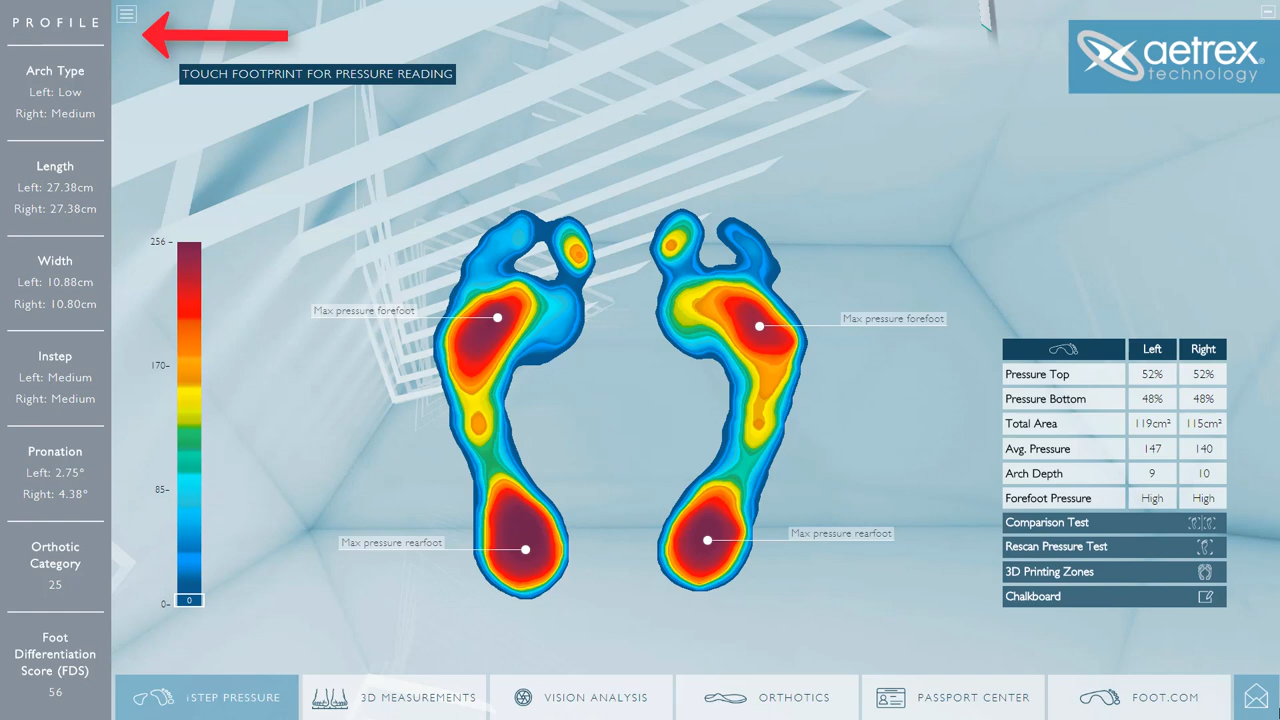 PROFILE
Arch Type
Left: Low
Right: Medium
Length
Left: 27.38cm
Right: 27.38cm
Width
Left: 10.88cm
Right: 10.80cm
Instep
Left: Medium
Right: Medium
Pronation
Left: 2.75°
Right: 4.38°
Orthotic
Category
25
Foot
Differentiation
Score (FDS)
56
TOUCH FOOTPRINT FOR PRESSURE READING
aetrex®
technology
256
170
85
0
0
Max pressure forefoot
Max pressure forefoot
Max pressure rearfoot
Max pressure rearfoot
Left Right
Pressure Top 52% 52%
Pressure Bottom 48% 48%
Total Area 119cm² 115cm²
Avg. Pressure 147 140
Arch Depth 9 10
Forefoot Pressure High High
Comparison Test
Rescan Pressure Test
3D Printing Zones
Chalkboard
iSTEP PRESSURE
3D MEASUREMENTS
VISION ANALYSIS
ORTHOTICS
PASSPORT CENTER
FOOT.COM